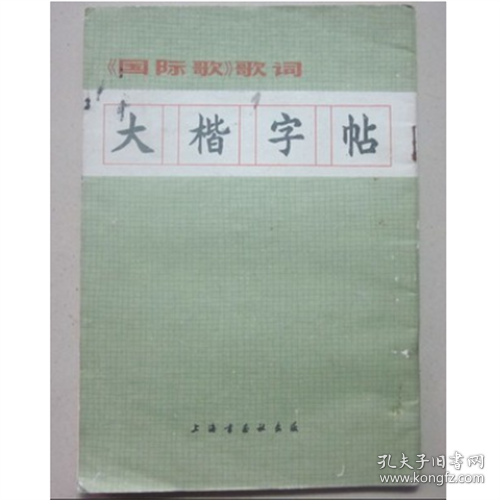 《国际歌》歌词
大楷字帖
上海书画社出版
孔夫子旧书网
kongfz.com